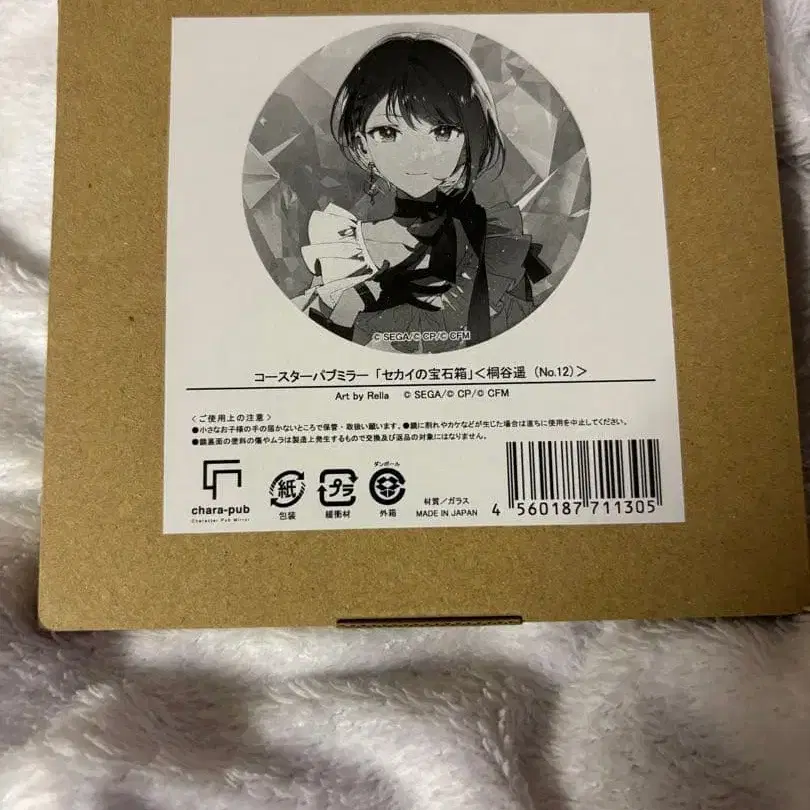 © SEGA/© CP/© CFM
コースターパブミラー「セカイの宝石箱」＜桐谷遥（No.12）＞
Art by Rella © SEGA/© CP/© CFM
〈ご使用上の注意〉
●小さなお子様の手の届かないところで保管・取扱い願います。●鏡に割れやカケなどが生じた場合は直ちに使用を中止してください。
●鏡裏面の塗料の傷やムラは製造上発生するもので交換及び返品の対象にはなりません。
chara-pub
Character Pub Mirror
紙
包装
プラ
緩衝材
ダンボール
外箱
材質／ガラス
MADE IN JAPAN
4 560187 711305